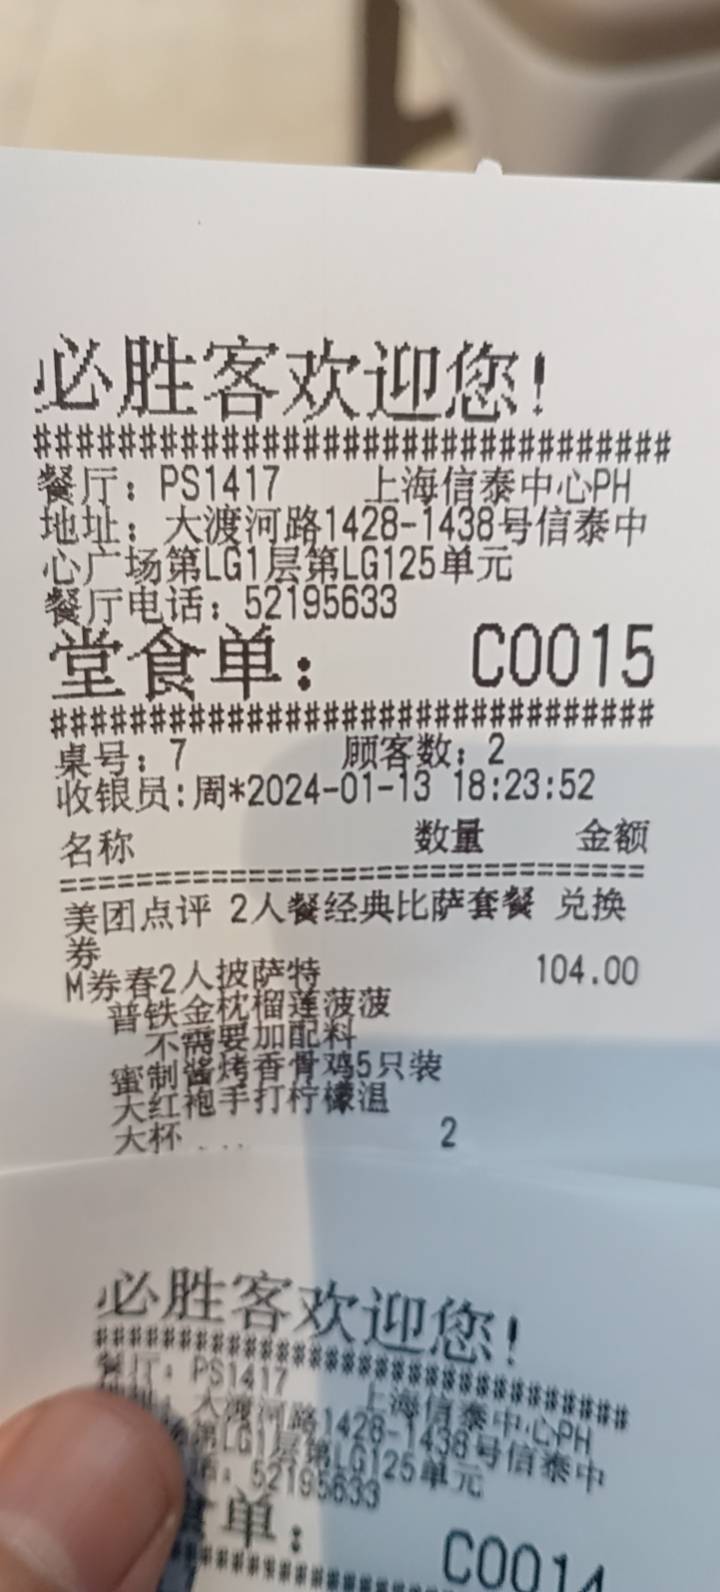 必胜客欢迎您!
###############################
餐厅: PS1417 上海信泰中心PH
地址: 大渡河路1428-1438号信泰中
心广场第LG1层第LG125单元
餐厅电话: 52195633
堂食单: C0015
###############################
桌号: 7 顾客数: 2
收银员:周*2024-01-13 18:23:52
名称 数量 金额
===============================
美团点评 2人餐经典比萨套餐 兑换
券
M券春2人披萨特 104.00
普铁金枕榴莲菠菠
不需要加配料
蜜制酱烤香骨鸡5只装
大红袍手打柠檬温
大杯 2
必胜客欢迎您!
###############################
餐厅: PS1417 上海信泰中心PH
大渡河路1428-1438号信泰中
第LG1层第LG125单元
话: 52195633
食单: C0014